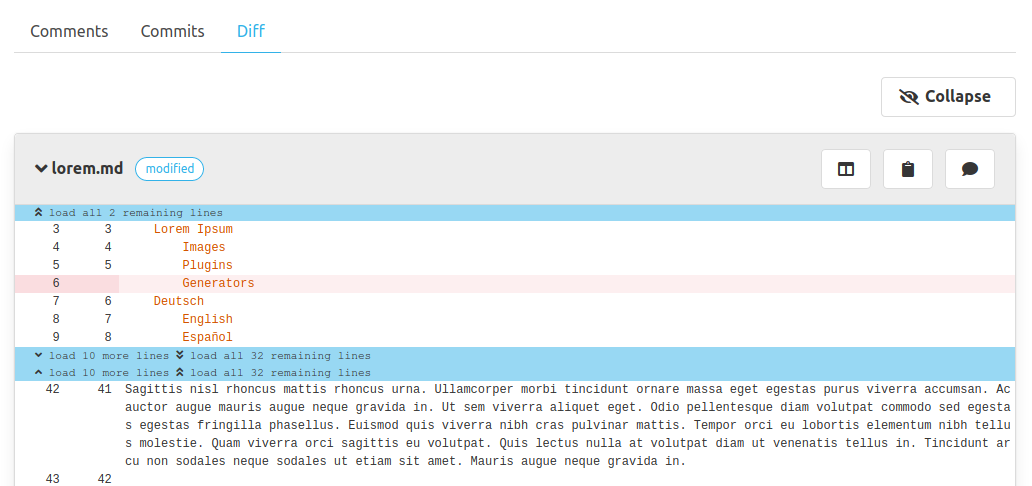 Comments Commits Diff
Collapse
lorem.md modified
load all 2 remaining lines
3 3 Lorem Ipsum
4 4 Images
5 5 Plugins
6 Generators
7 6 Deutsch
8 7 English
9 8 Español
load 10 more lines load all 32 remaining lines
load 10 more lines load all 32 remaining lines
42 41 Sagittis nisl rhoncus mattis rhoncus urna. Ullamcorper morbi tincidunt ornare massa eget egestas purus viverra accumsan. Ac
auctor augue mauris augue neque gravida in. Ut sem viverra aliquet eget. Odio pellentesque diam volutpat commodo sed egesta
s egestas fringilla phasellus. Euismod quis viverra nibh cras pulvinar mattis. Tempor orci eu lobortis elementum nibh tellu
s molestie. Quam viverra orci sagittis eu volutpat. Quis lectus nulla at volutpat diam ut venenatis tellus in. Tincidunt ar
cu non sodales neque sodales ut etiam sit amet. Mauris augue neque gravida in.
43 42